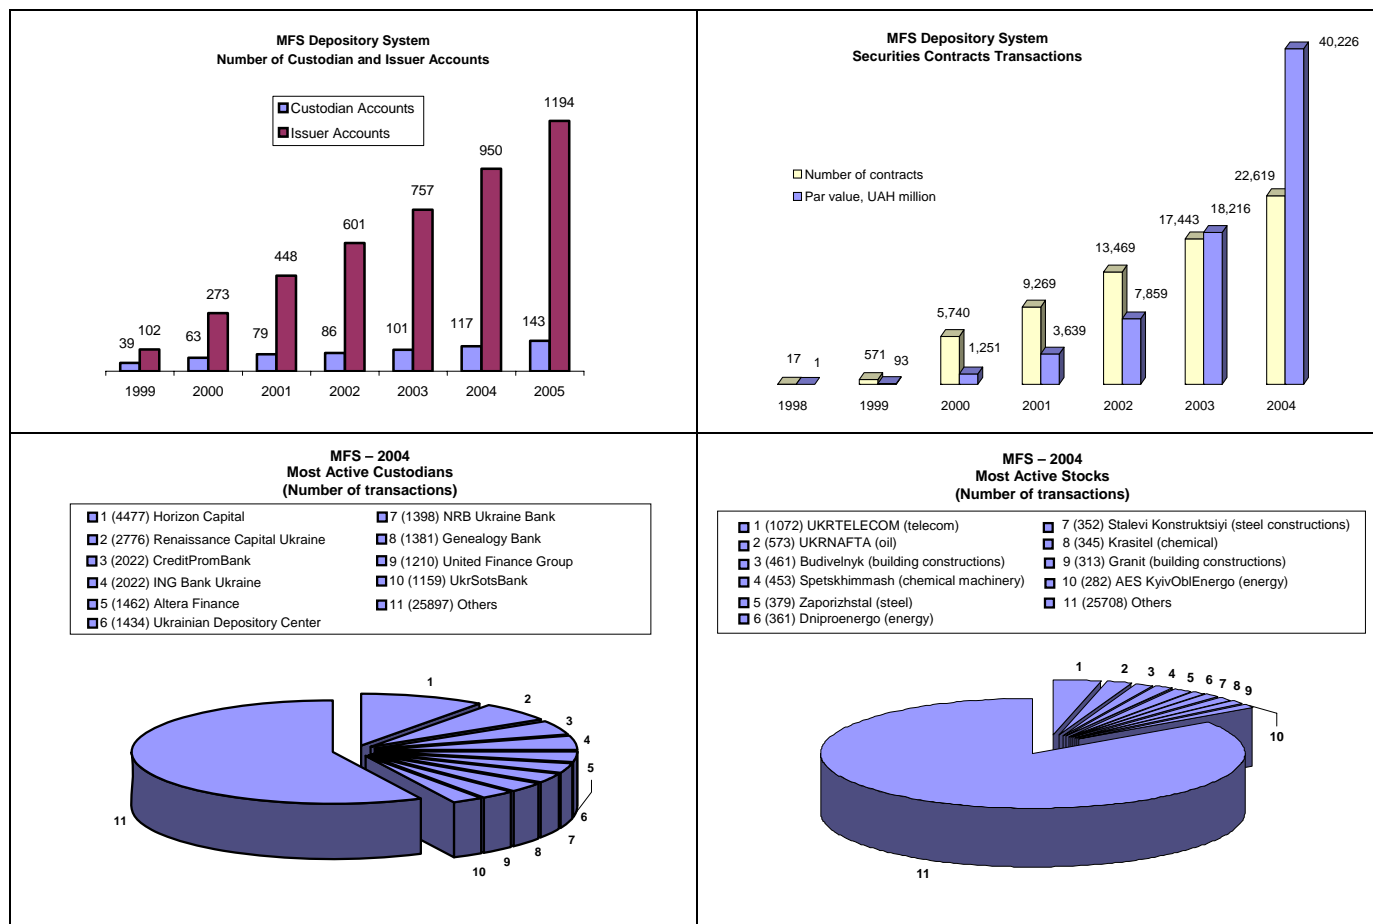 MFS Depository System
Number of Custodian and Issuer Accounts
Custodian Accounts
Issuer Accounts
39 102 63 273 79 448 86 601 101 757 117 950 143 1194
1999 2000 2001 2002 2003 2004 2005
MFS Depository System
Securities Contracts Transactions
Number of contracts
Par value, UAH million
17 1 571 93 5,740 1,251 9,269 3,639 13,469 7,859 17,443 18,216 22,619 40,226
1998 1999 2000 2001 2002 2003 2004
MFS – 2004
Most Active Custodians
(Number of transactions)
1 (4477) Horizon Capital
2 (2776) Renaissance Capital Ukraine
3 (2022) CreditPromBank
4 (2022) ING Bank Ukraine
5 (1462) Altera Finance
6 (1434) Ukrainian Depository Center
7 (1398) NRB Ukraine Bank
8 (1381) Genealogy Bank
9 (1210) United Finance Group
10 (1159) UkrSotsBank
11 (25897) Others
1
2
3
4
5
6
7
8
9
10
11
MFS – 2004
Most Active Stocks
(Number of transactions)
1 (1072) UKRTELECOM (telecom)
2 (573) UKRNAFTA (oil)
3 (461) Budivelnyk (building constructions)
4 (453) Spetskhimmash (chemical machinery)
5 (379) Zaporizhstal (steel)
6 (361) Dniproenergo (energy)
7 (352) Stalevi Konstruktsiyi (steel constructions)
8 (345) Krasitel (chemical)
9 (313) Granit (building constructions)
10 (282) AES KyivOblEnergo (energy)
11 (25708) Others
1
2
3
4
5
6
7
8
9
10
11